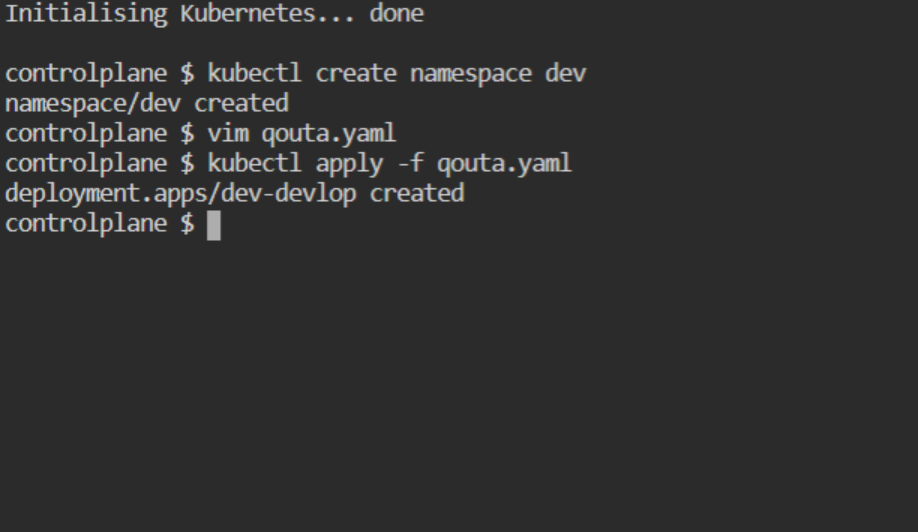 Initialising Kubernetes... done
controlplane $ kubectl create namespace dev
namespace/dev created
controlplane $ vim qouta.yaml
controlplane $ kubectl apply -f qouta.yaml
deployment.apps/dev-devlop created
controlplane $